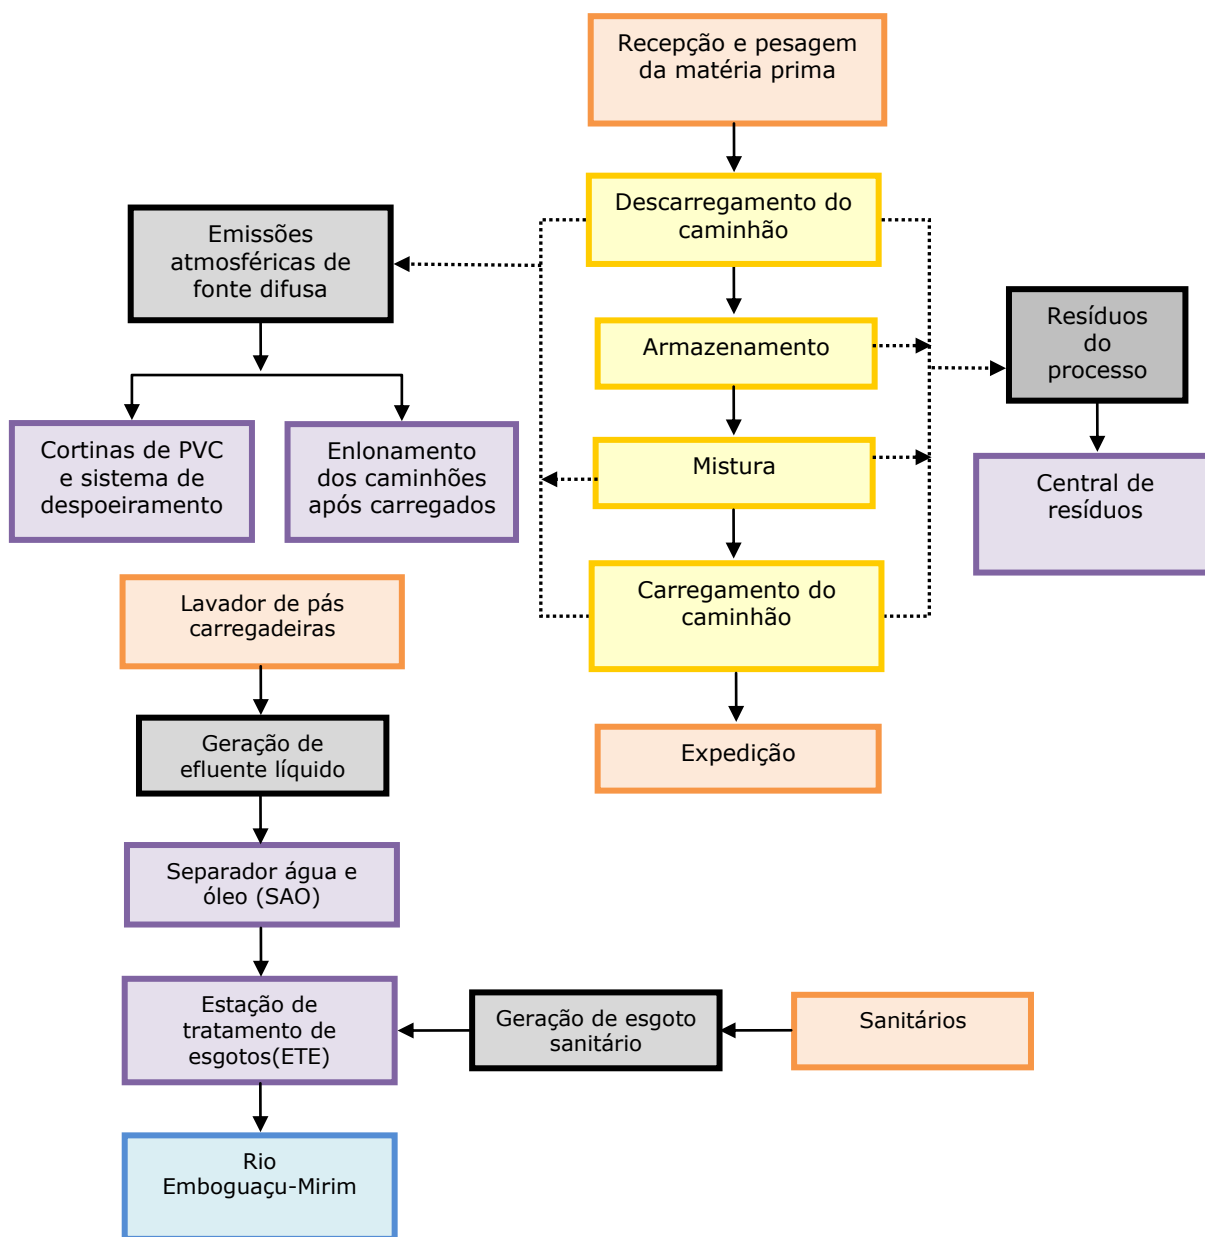 Recepção e pesagem
da matéria prima
Descarregamento do
caminhão
Emissões
atmosféricas de
fonte difusa
Armazenamento
Resíduos
do
processo
Cortinas de PVC
e sistema de
despoeiramento
Enlonamento
dos caminhões
após carregados
Mistura
Central de
resíduos
Lavador de pás
carregadeiras
Carregamento do
caminhão
Geração de
efluente líquido
Expedição
Separador água e
óleo (SAO)
Estação de
tratamento de
esgotos(ETE)
Geração de esgoto
sanitário
Sanitários
Rio
Emboguaçu-Mirim